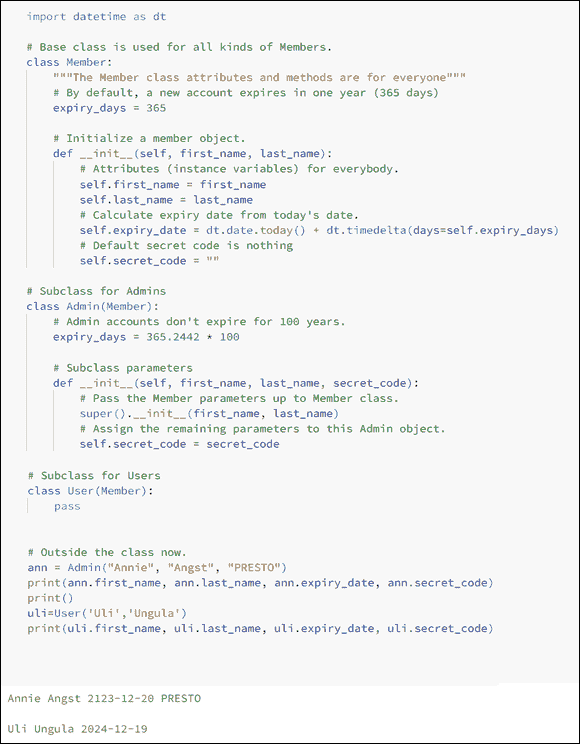 import datetime as dt

# Base class is used for all kinds of Members.
class Member:
    """The Member class attributes and methods are for everyone"""
    # By default, a new account expires in one year (365 days)
    expiry_days = 365

    # Initialize a member object.
    def __init__(self, first_name, last_name):
        # Attributes (instance variables) for everybody.
        self.first_name = first_name
        self.last_name = last_name
        # Calculate expiry date from today's date.
        self.expiry_date = dt.date.today() + dt.timedelta(days=self.expiry_days)
        # Default secret code is nothing
        self.secret_code = ""

# Subclass for Admins
class Admin(Member):
    # Admin accounts don't expire for 100 years.
    expiry_days = 365.2442 * 100

    # Subclass parameters
    def __init__(self, first_name, last_name, secret_code):
        # Pass the Member parameters up to Member class.
        super().__init__(first_name, last_name)
        # Assign the remaining parameters to this Admin object.
        self.secret_code = secret_code

# Subclass for Users
class User(Member):
    pass


# Outside the class now.
ann = Admin("Annie", "Angst", "PRESTO")
print(ann.first_name, ann.last_name, ann.expiry_date, ann.secret_code)
print()
uli=User('Uli','Ungula')
print(uli.first_name, uli.last_name, uli.expiry_date, uli.secret_code)

Annie Angst 2123-12-20 PRESTO

Uli Ungula 2024-12-19